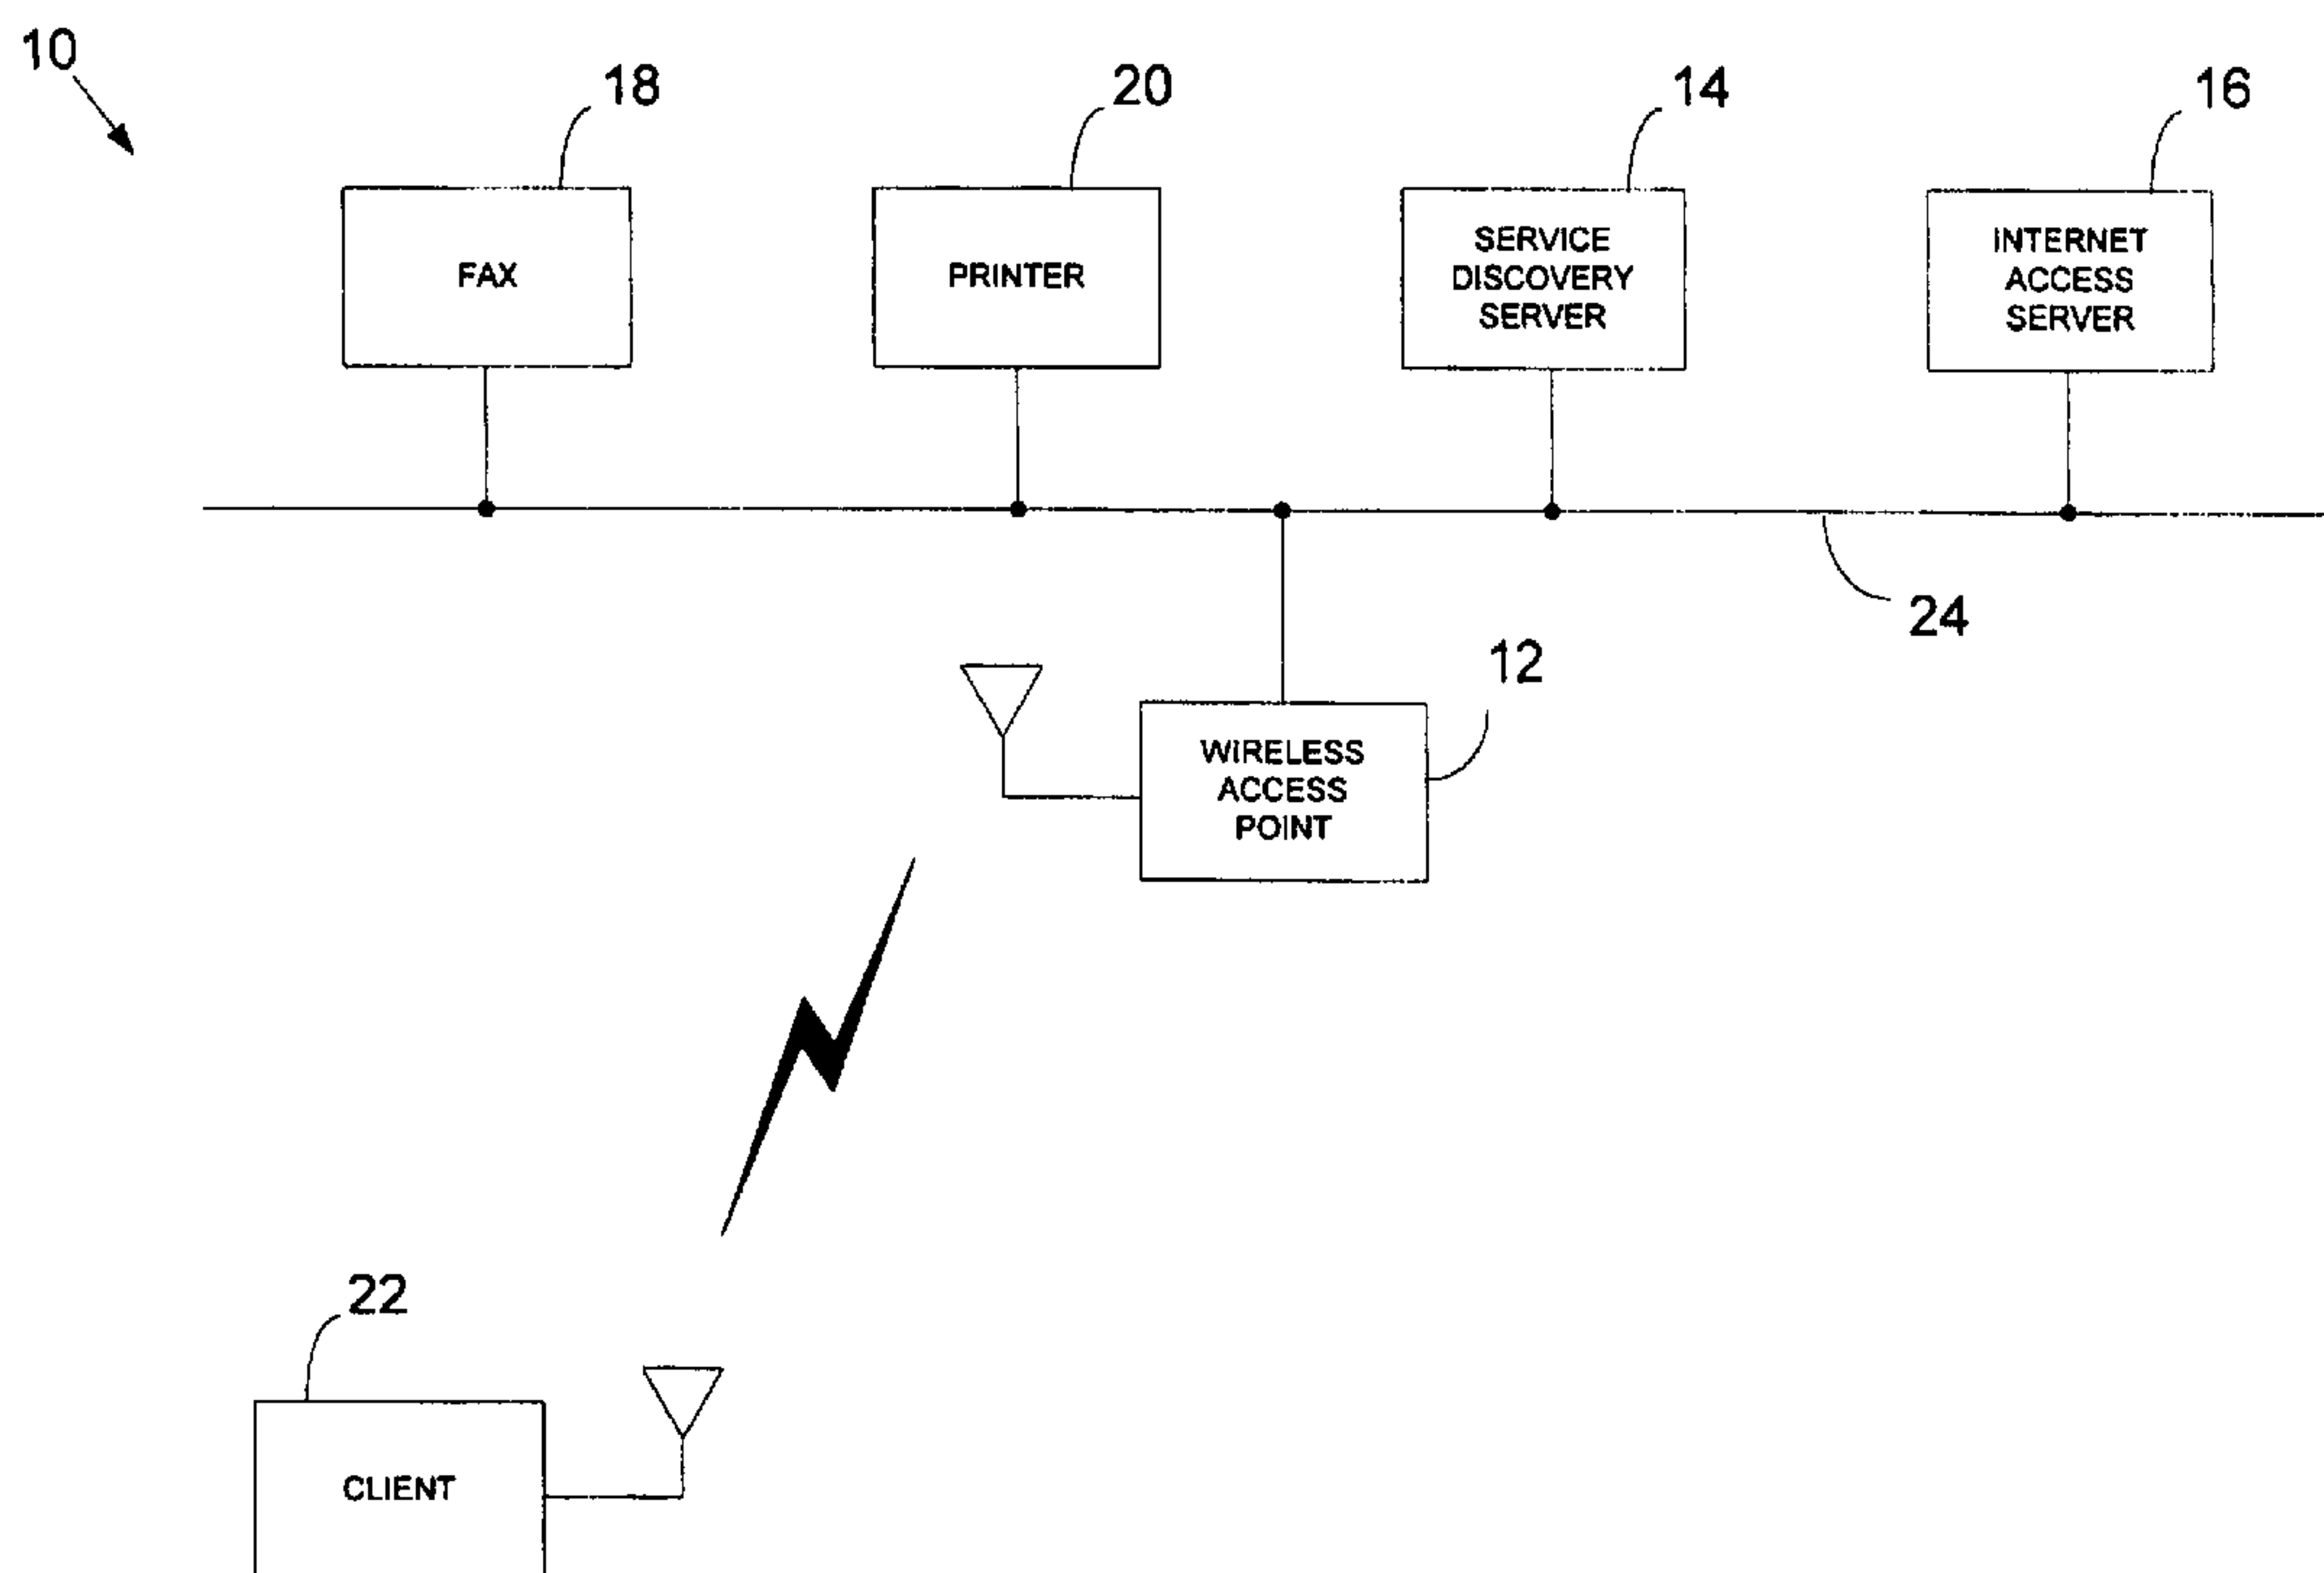 10
18
20
14
16
FAX
PRINTER
SERVICE
DISCOVERY
SERVER
INTERNET
ACCESS
SERVER
24
12
WIRELESS
ACCESS
POINT
22
CLIENT